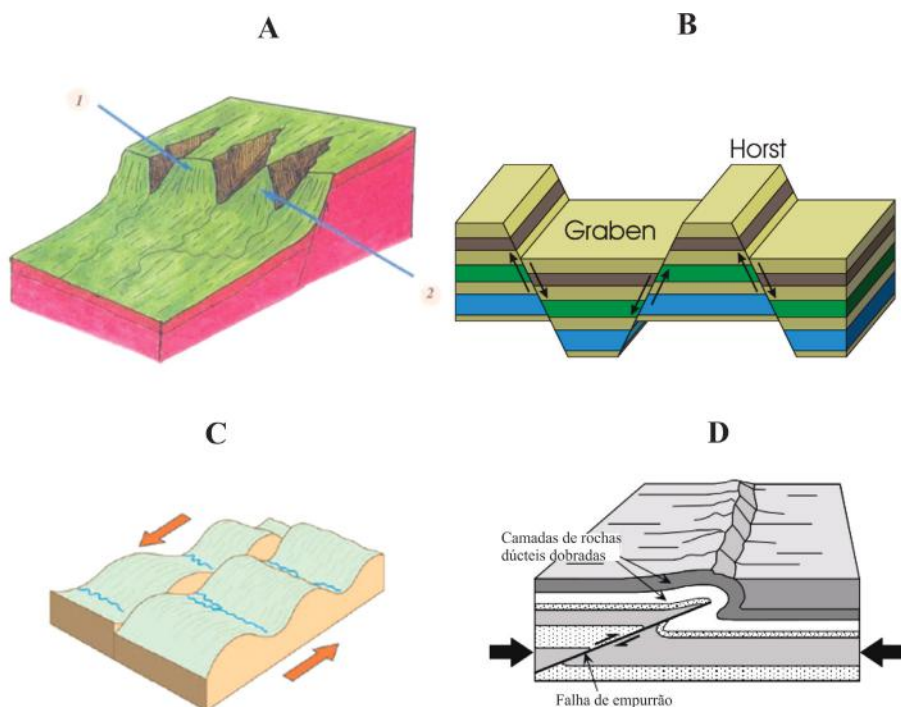 A
B
1
2
Horst
Graben
C
D
Camadas de rochas
dúcteis dobradas
Falha de empurrão